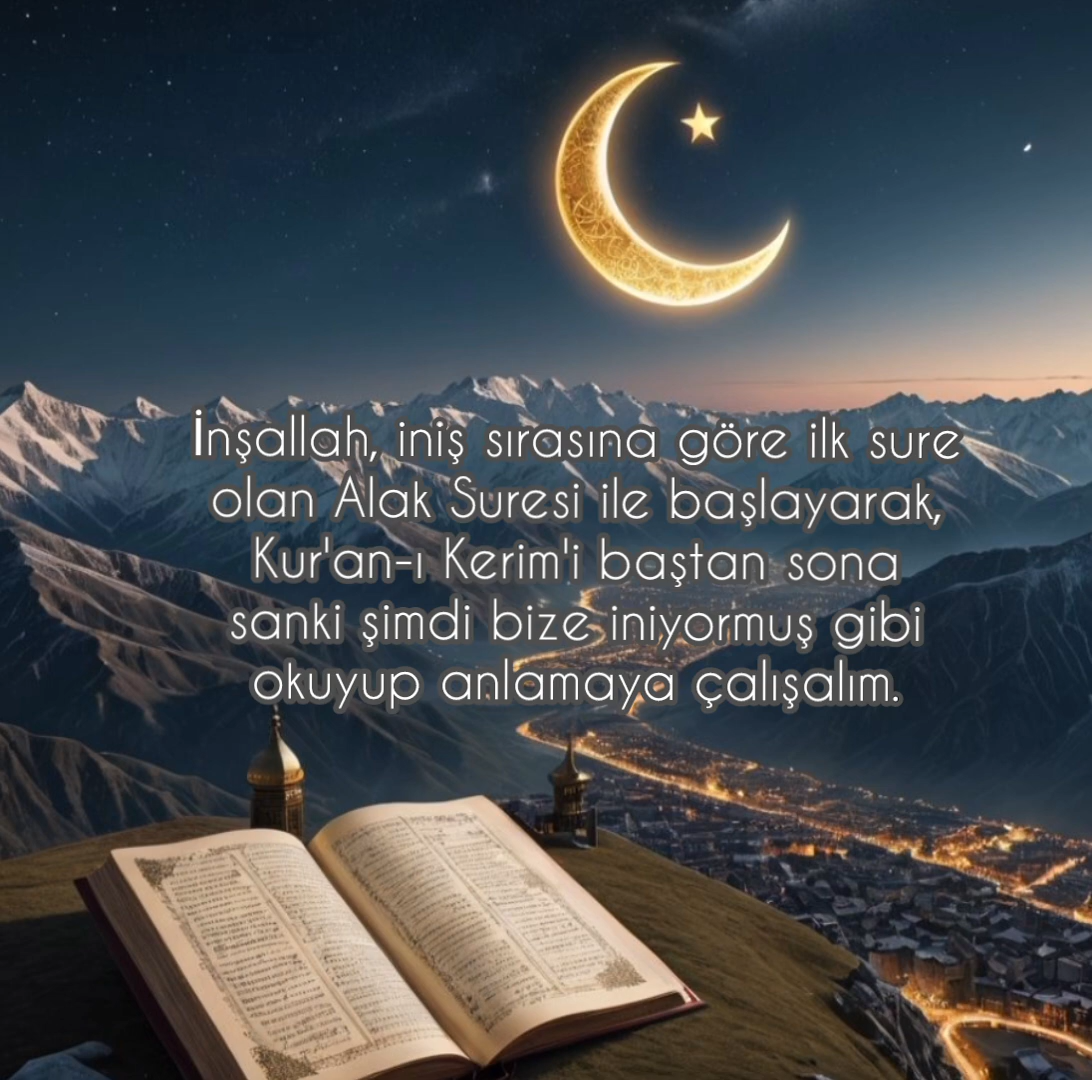 İnşallah, iniş sırasına göre ilk sure
olan Alak Suresi ile başlayarak,
Kur'an-ı Kerim'i baştan sona
sanki şimdi bize iniyormuş gibi
okuyup anlamaya çalışalım.